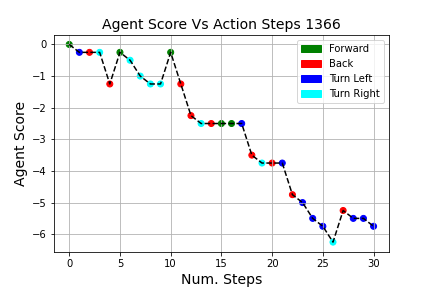 Agent Score Vs Action Steps 1366
Forward
Back
Turn Left
Turn Right
0
−1
−2
−3
−4
−5
−6
Agent Score
0 5 10 15 20 25 30
Num. Steps